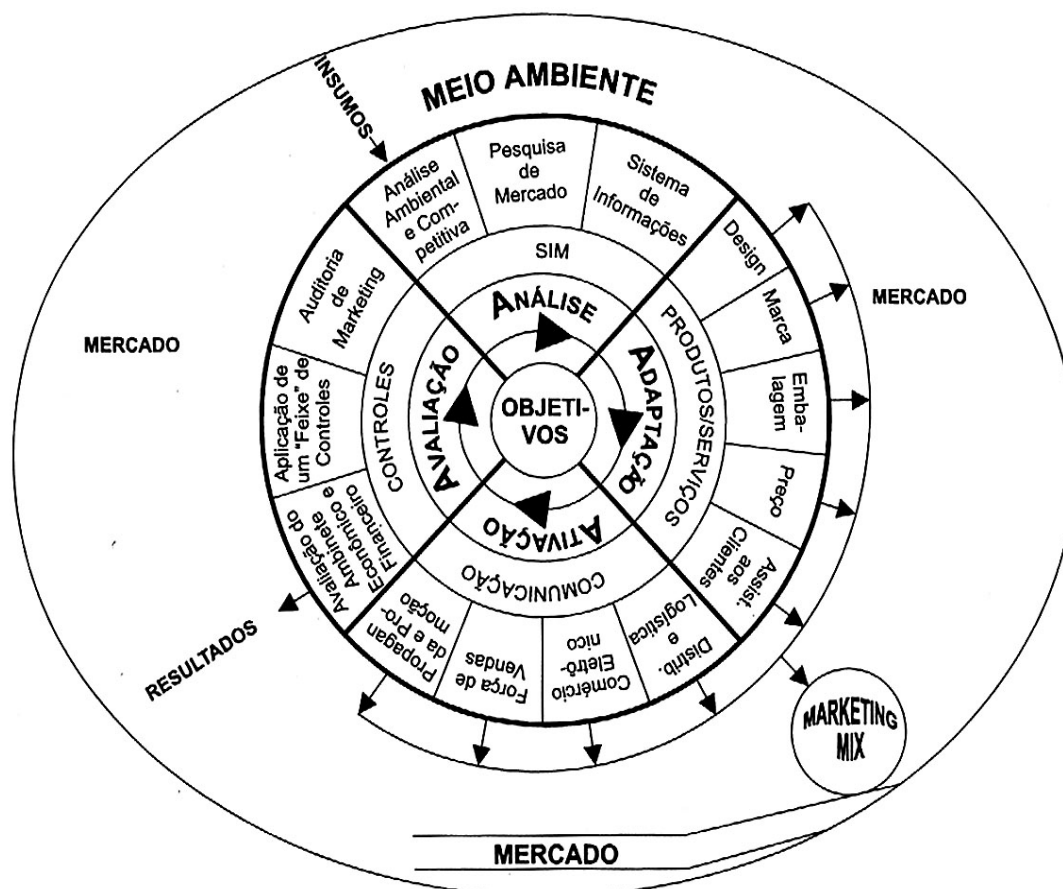 MEIO AMBIENTE
INSUMOS
Análise
Ambiental
e Com-
petitiva
Pesquisa
de
Mercado
Sistema
de
Informações
SIM
ANÁLISE
Design
Marca
Emba-
lagem
Preço
Assist.
aos
Clientes
PRODUTOS/SERVIÇOS
ADAPTAÇÃO
MERCADO
OBJETI-
VOS
Distrib.
e
Logística
Comércio
Eletrô-
nico
Força de
Vendas
Propagan
da e Pro-
moção
COMUNICAÇÃO
ATIVAÇÃO
Avaliação do
Ambinete
Econômico e
Financeiro
Aplicação de
um "Feixe" de
Controles
Auditoria
de
Marketing
CONTROLES
AVALIAÇÃO
MERCADO
RESULTADOS
MARKETING
MIX
MERCADO